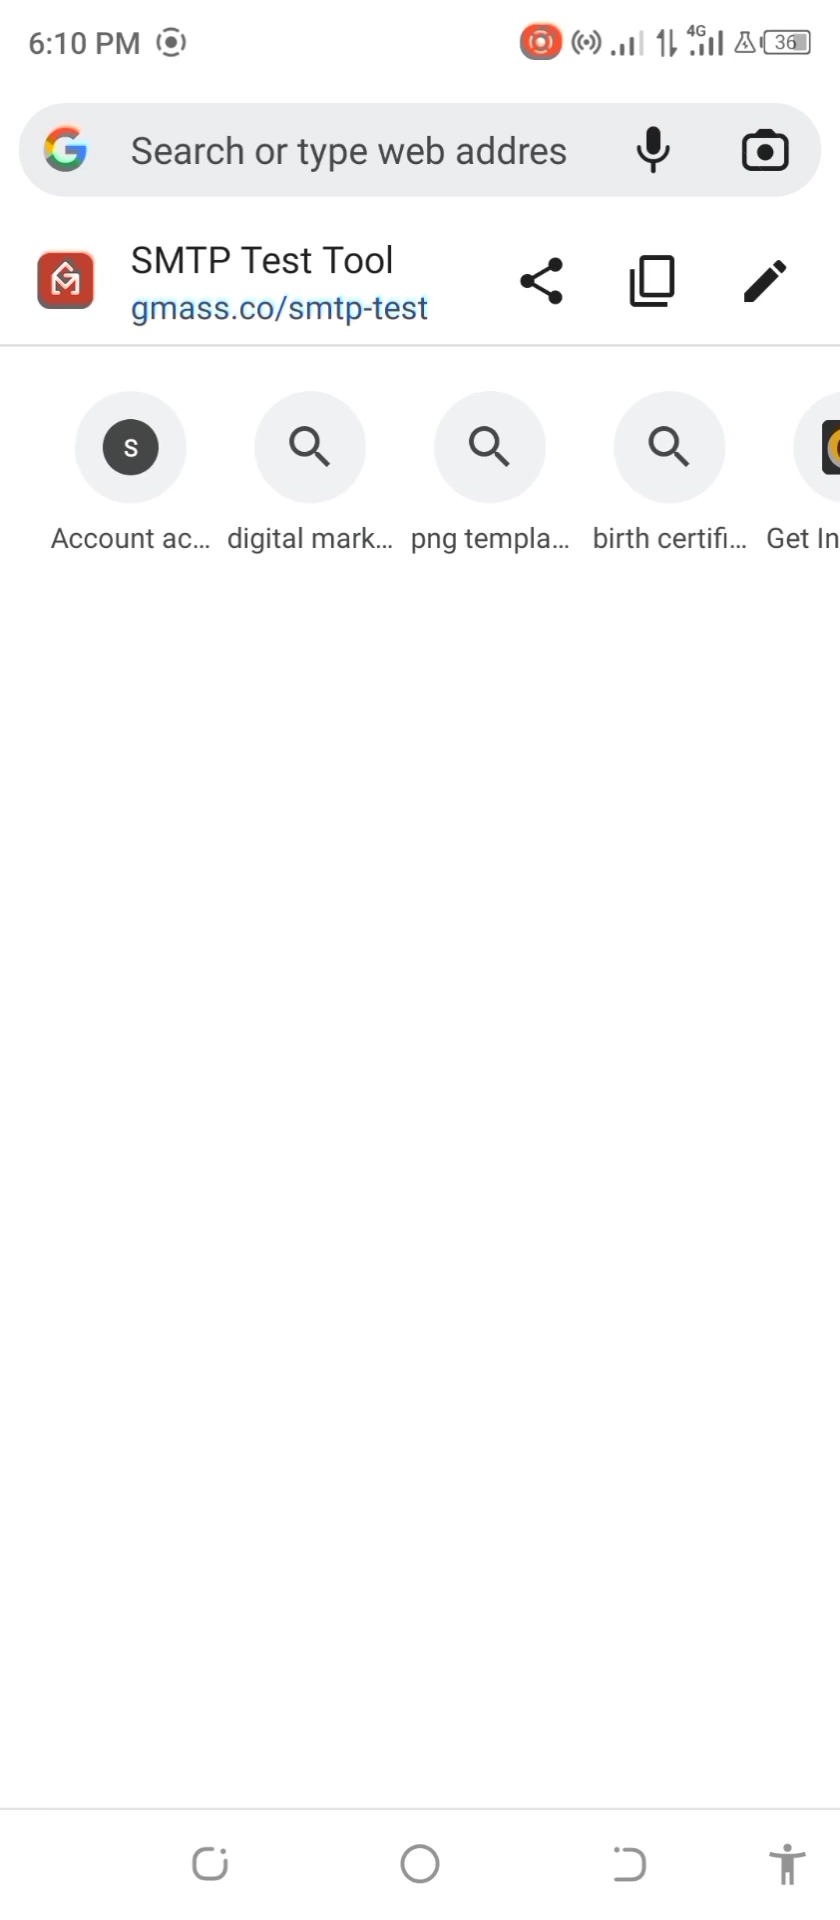 6:10 PM
4G
36
Search or type web addres
SMTP Test Tool
gmass.co/smtp-test
S
Account ac... digital mark... png templa... birth certifi... Get In